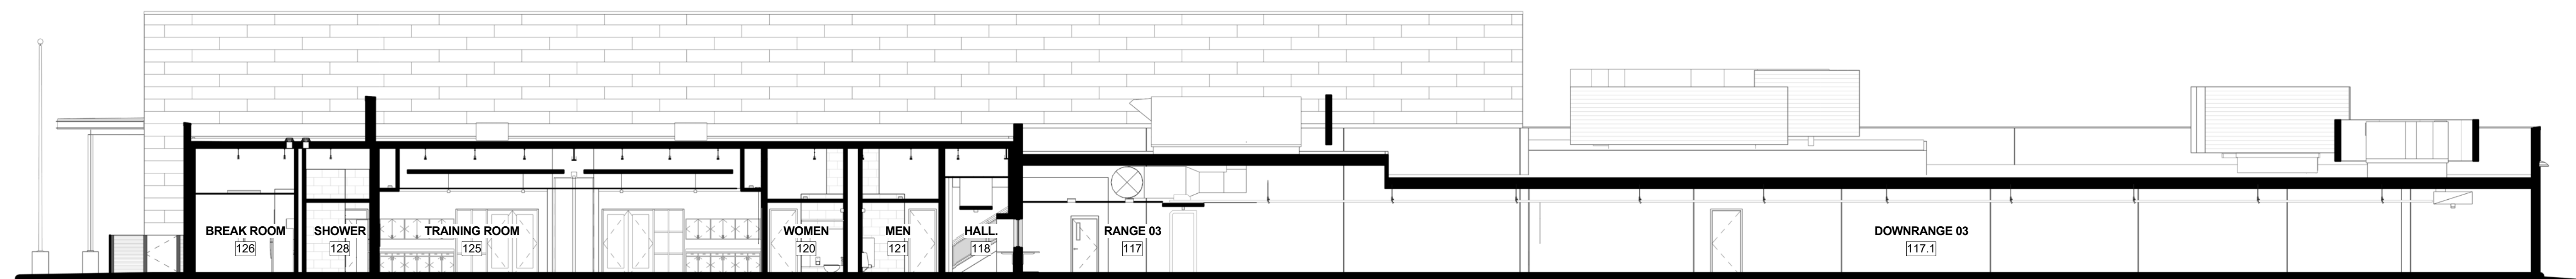 BREAK ROOM
126
SHOWER
128
TRAINING ROOM
125
WOMEN
120
MEN
121
HALL.
118
RANGE 03
117
DOWNRANGE 03
117.1